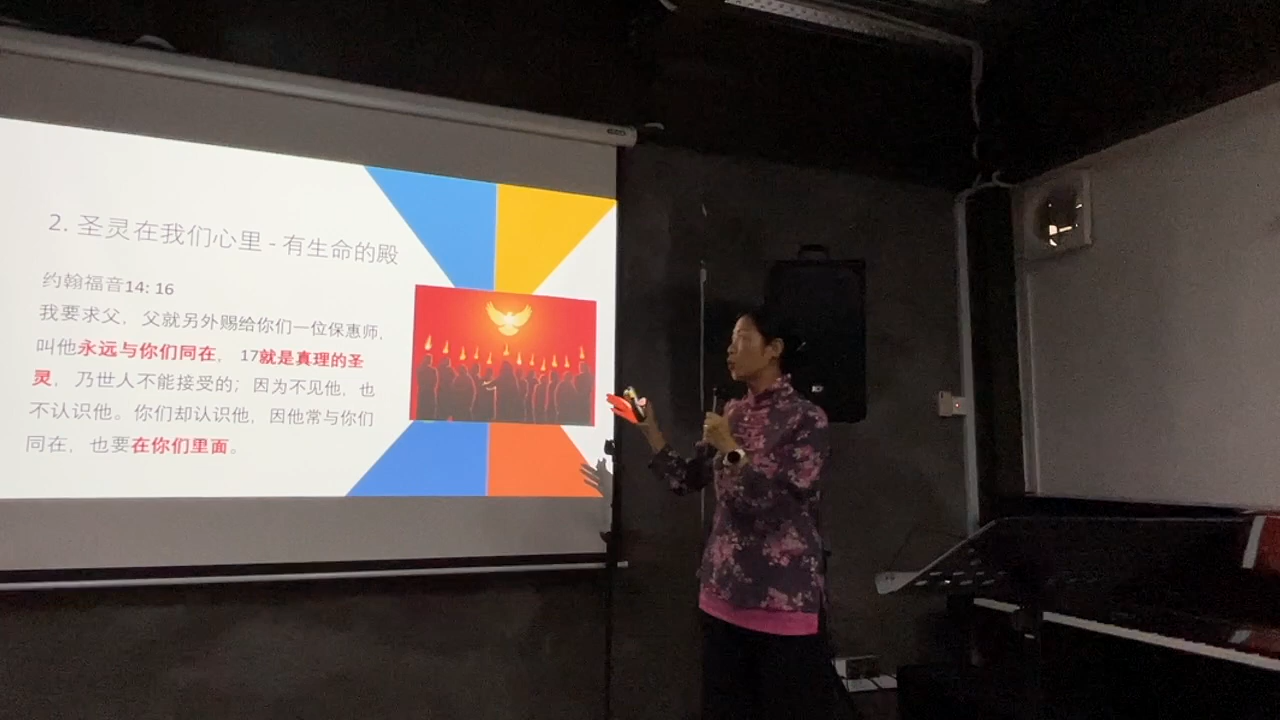 2. 圣灵在我们心里 - 有生命的殿
约翰福音14: 16
我要求父，父就另外赐给你们一位保惠师，
叫他永远与你们同在， 17就是真理的圣
灵，乃世人不能接受的；因为不见他，也
不认识他。你们却认识他，因他常与你们
同在，也要在你们里面。